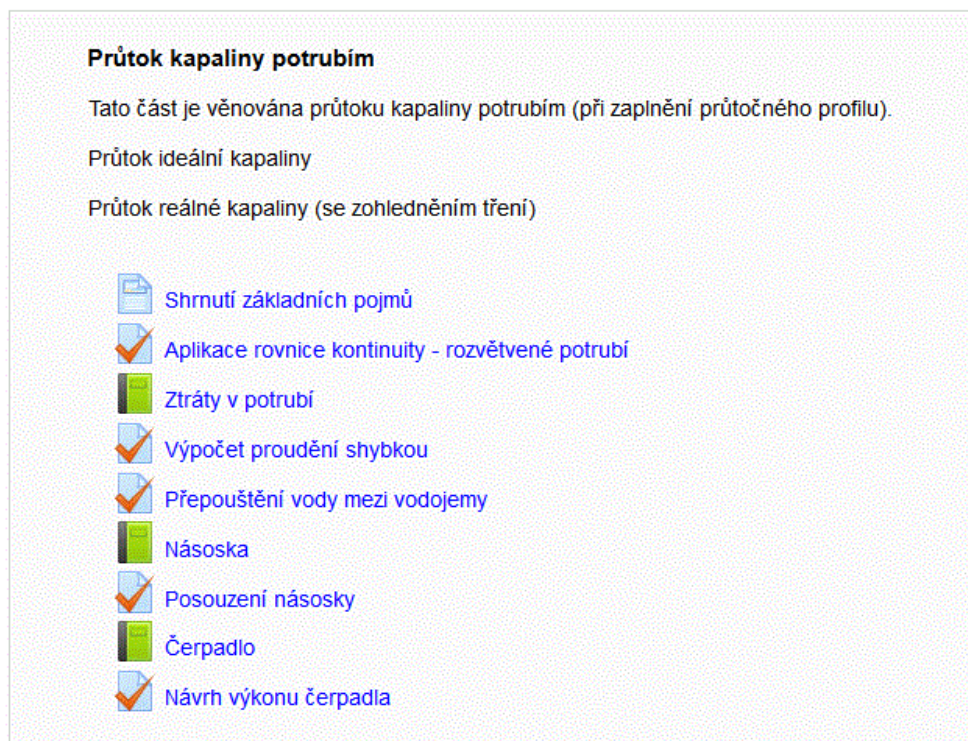 Průtok kapaliny potrubím
Tato část je věnována průtoku kapaliny potrubím (při zaplnění průtočného profilu).
Průtok ideální kapaliny
Průtok reálné kapaliny (se zohledněním tření)
Shrnutí základních pojmů
Aplikace rovnice kontinuity - rozvětvené potrubí
Ztráty v potrubí
Výpočet proudění shybkou
Přepouštění vody mezi vodojemy
Násoska
Posouzení násosky
Čerpadlo
Návrh výkonu čerpadla